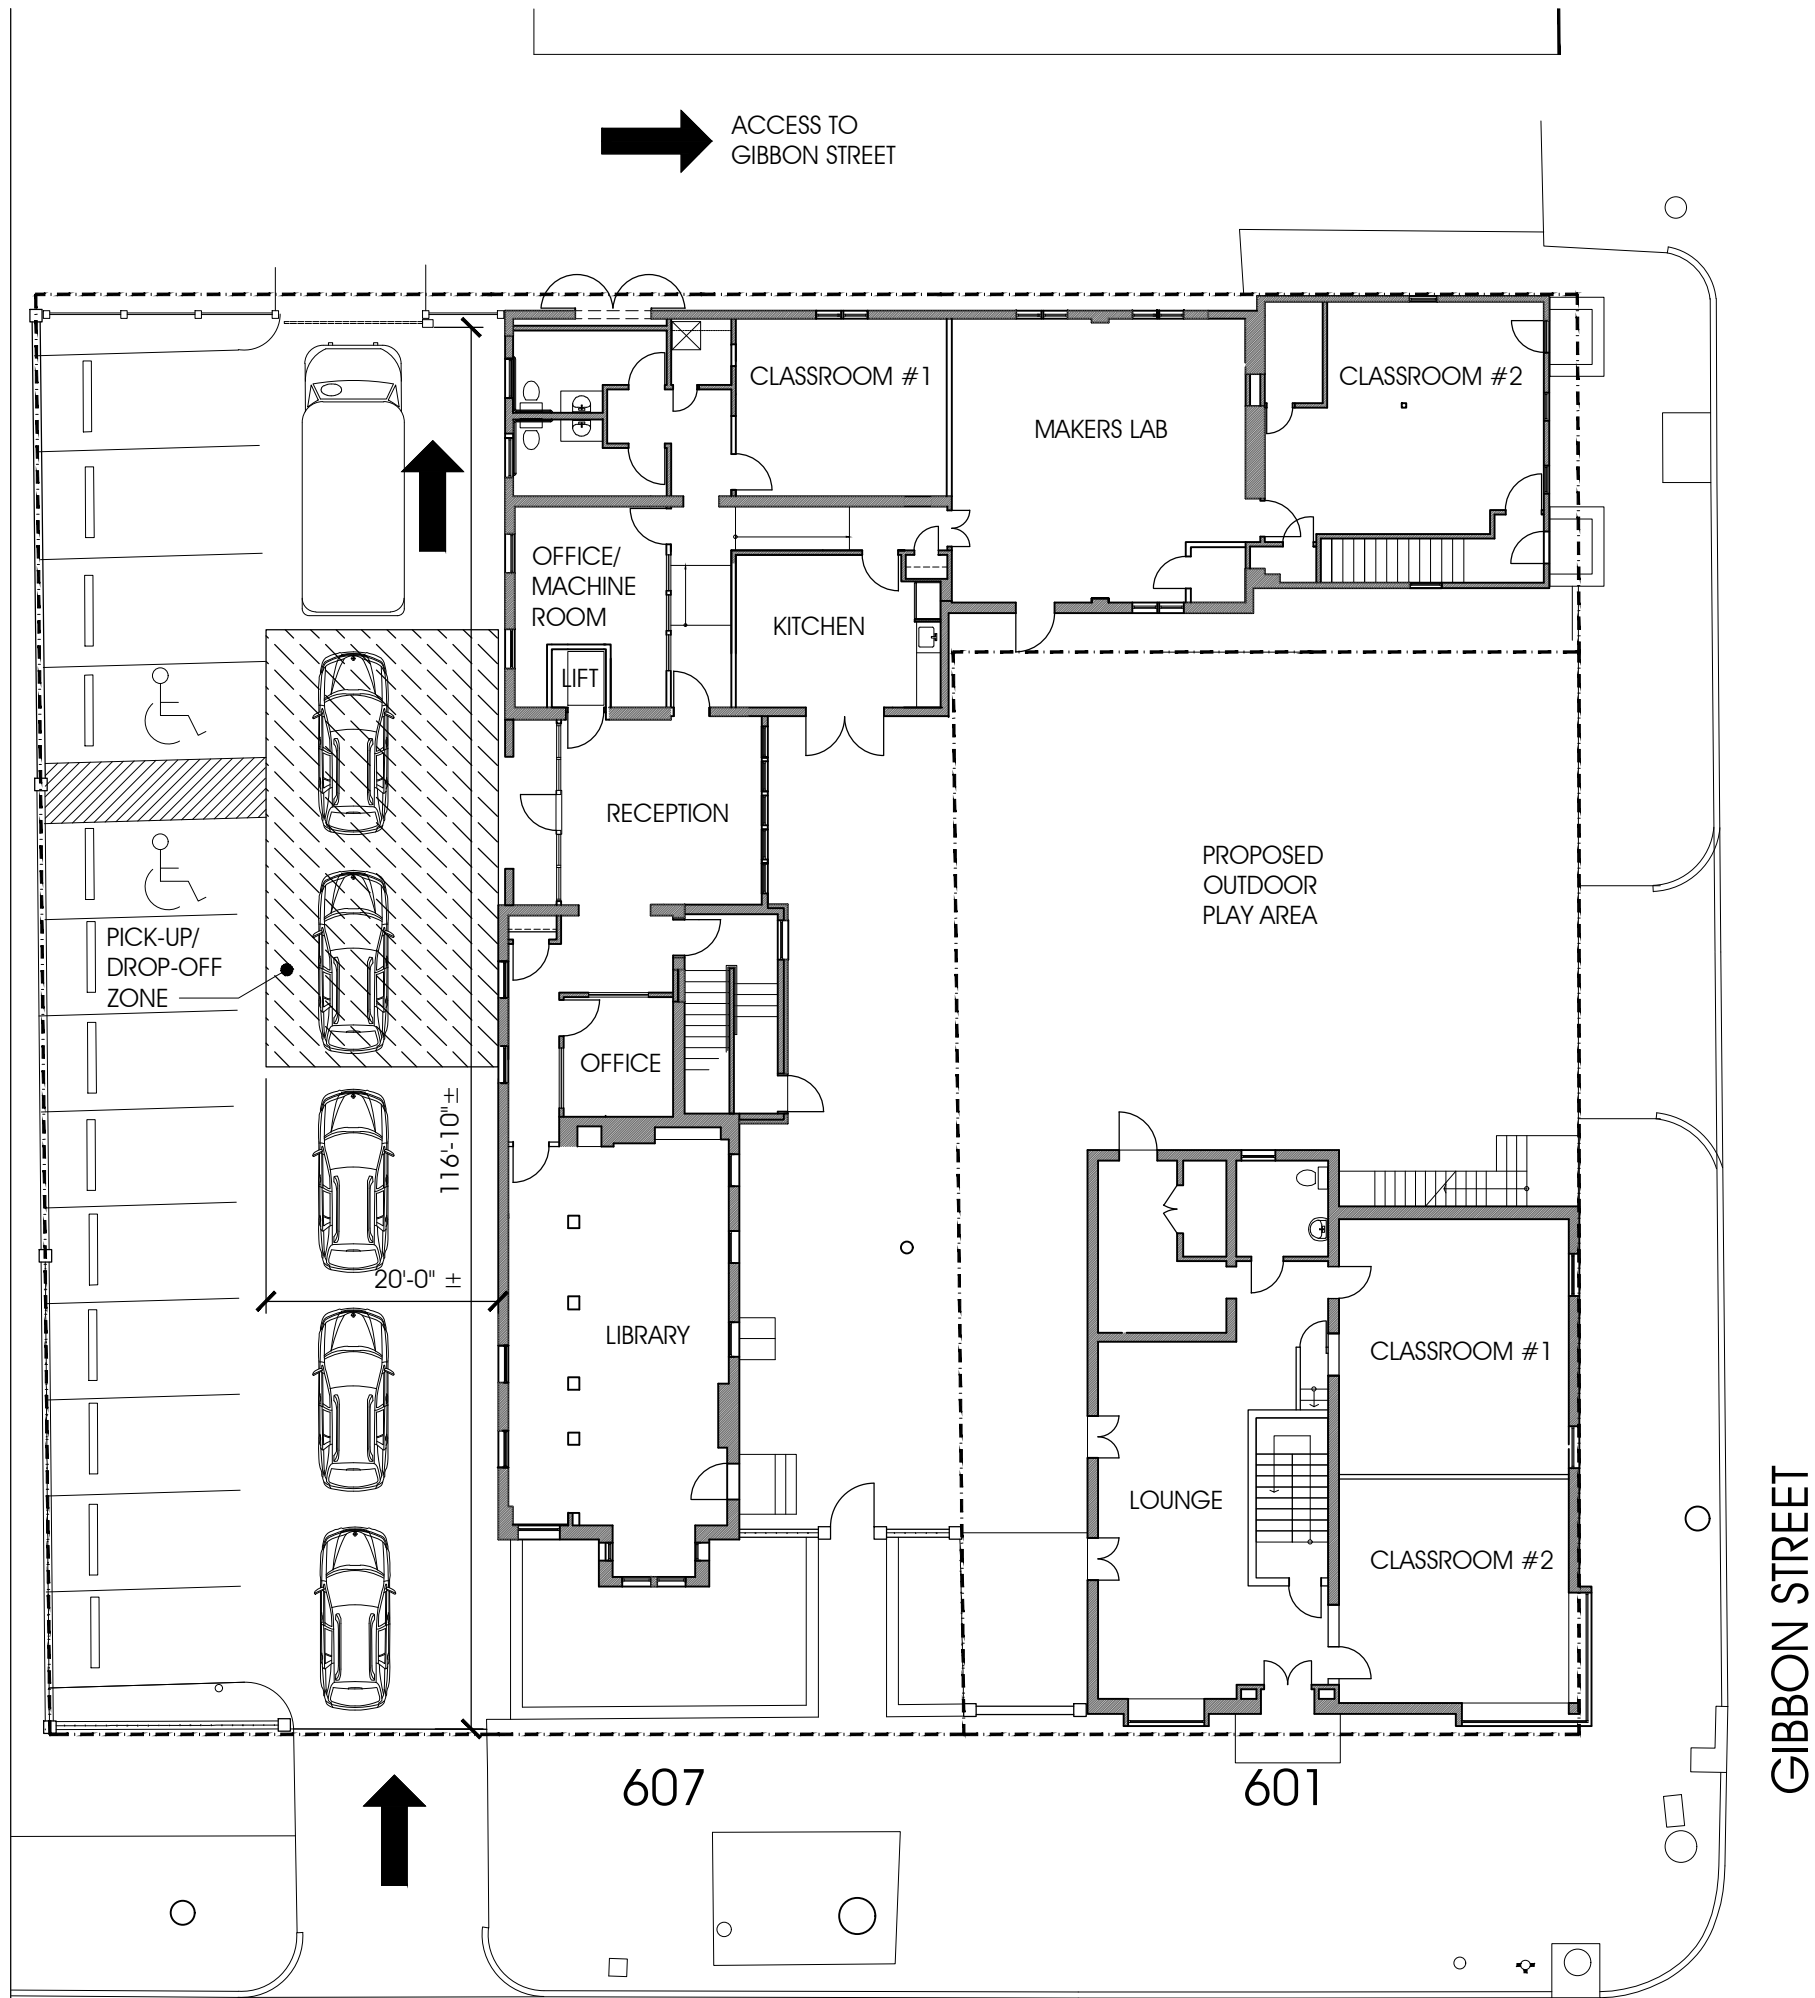 ACCESS TO
GIBBON STREET
CLASSROOM #1
CLASSROOM #2
MAKERS LAB
OFFICE/
MACHINE
ROOM
KITCHEN
LIFT
RECEPTION
PROPOSED
OUTDOOR
PLAY AREA
PICK-UP/
DROP-OFF
ZONE
OFFICE
116'-10"±
20'-0" ±
LIBRARY
CLASSROOM #1
LOUNGE
CLASSROOM #2
GIBBON STREET
607
601